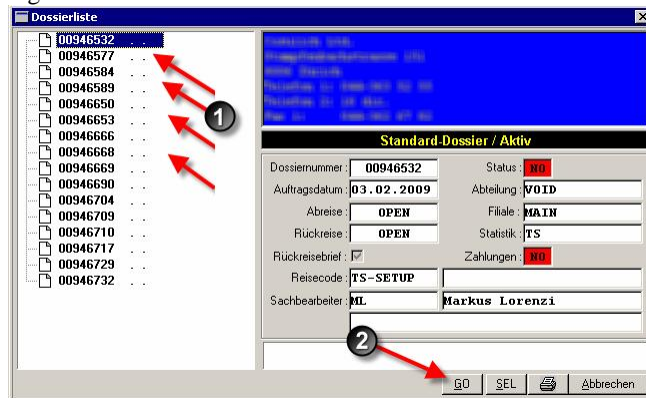 Dossierliste
00946532 . .
00946577 . .
00946584 . .
00946589 . .
00946650 . .
00946653 . .
00946666 . .
00946668 . .
00946669 . .
00946690 . .
00946704 . .
00946709 . .
00946710 . .
00946717 . .
00946729 . .
00946732 . .
1
Standard-Dossier / Aktiv
Dossiernummer : 00946532 Status : NO
Auftragsdatum : 03.02.2009 Abteilung : VOID
Abreise : OPEN Filiale : MAIN
Rückreise : OPEN Statistik : TS
Rückreisebrief : Zahlungen : NO
Reisecode : TS-SETUP
Sachbearbeiter : ML Markus Lorenzi
2
GO SEL Abbrechen